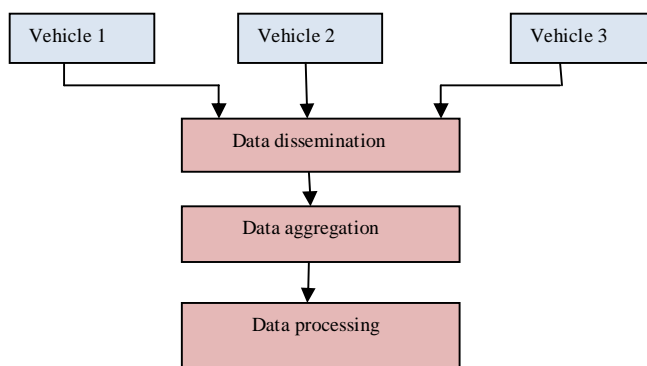 Vehicle 1
Vehicle 2
Vehicle 3
Data dissemination
Data aggregation
Data processing